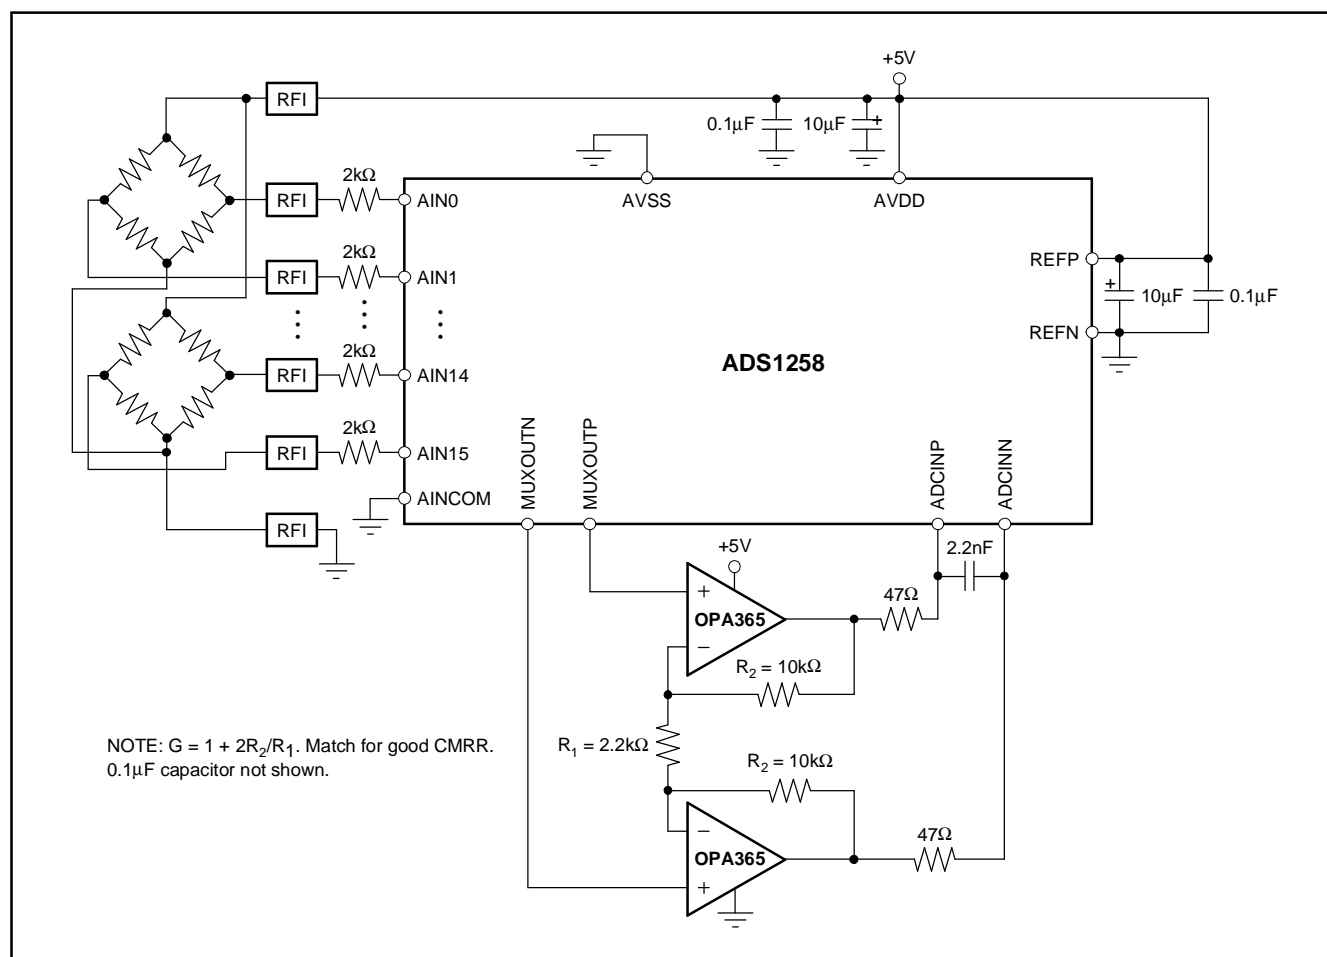 +5V
RFI
0.1μF
10μF
+
2kΩ
RFI
AIN0
AVSS
AVDD
2kΩ
RFI
AIN1
REFP
+
10μF
0.1μF
REFN
ADS1258
2kΩ
RFI
AIN14
2kΩ
RFI
AIN15
MUXOUTN
MUXOUTP
ADCINP
ADCINN
AINCOM
RFI
+5V
2.2nF
+
OPA365
−
47Ω
R2 = 10kΩ
R1 = 2.2kΩ
R2 = 10kΩ
NOTE: G = 1 + 2R2/R1. Match for good CMRR.
0.1μF capacitor not shown.
−
OPA365
+
47Ω